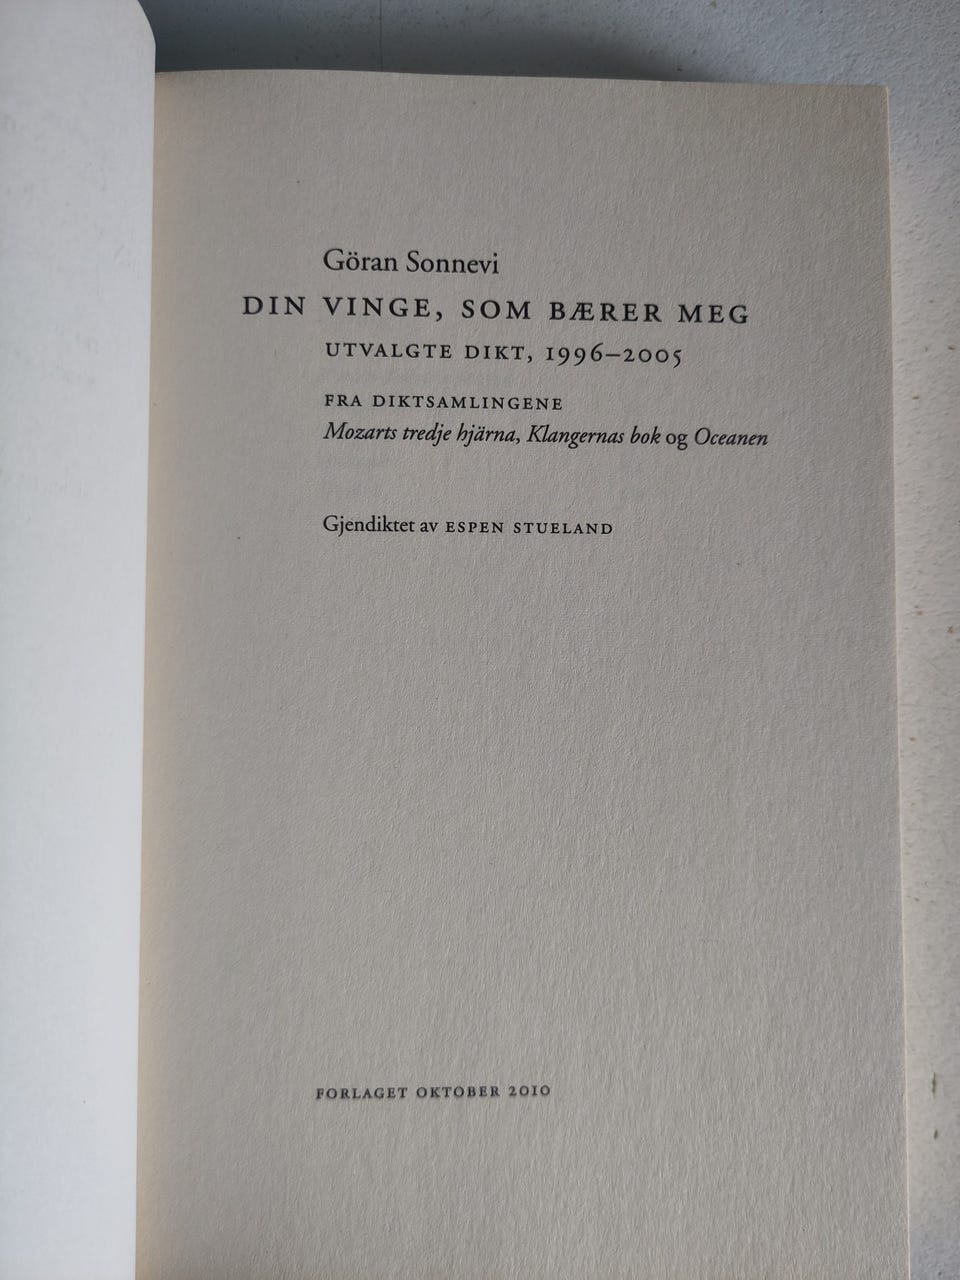 Göran Sonnevi
DIN VINGE, SOM BÆRER MEG
UTVALGTE DIKT, 1996–2005
FRA DIKTSAMLINGENE
Mozarts tredje hjärna, Klangernas bok og Oceanen
Gjendiktet av ESPEN STUELAND
FORLAGET OKTOBER 2010